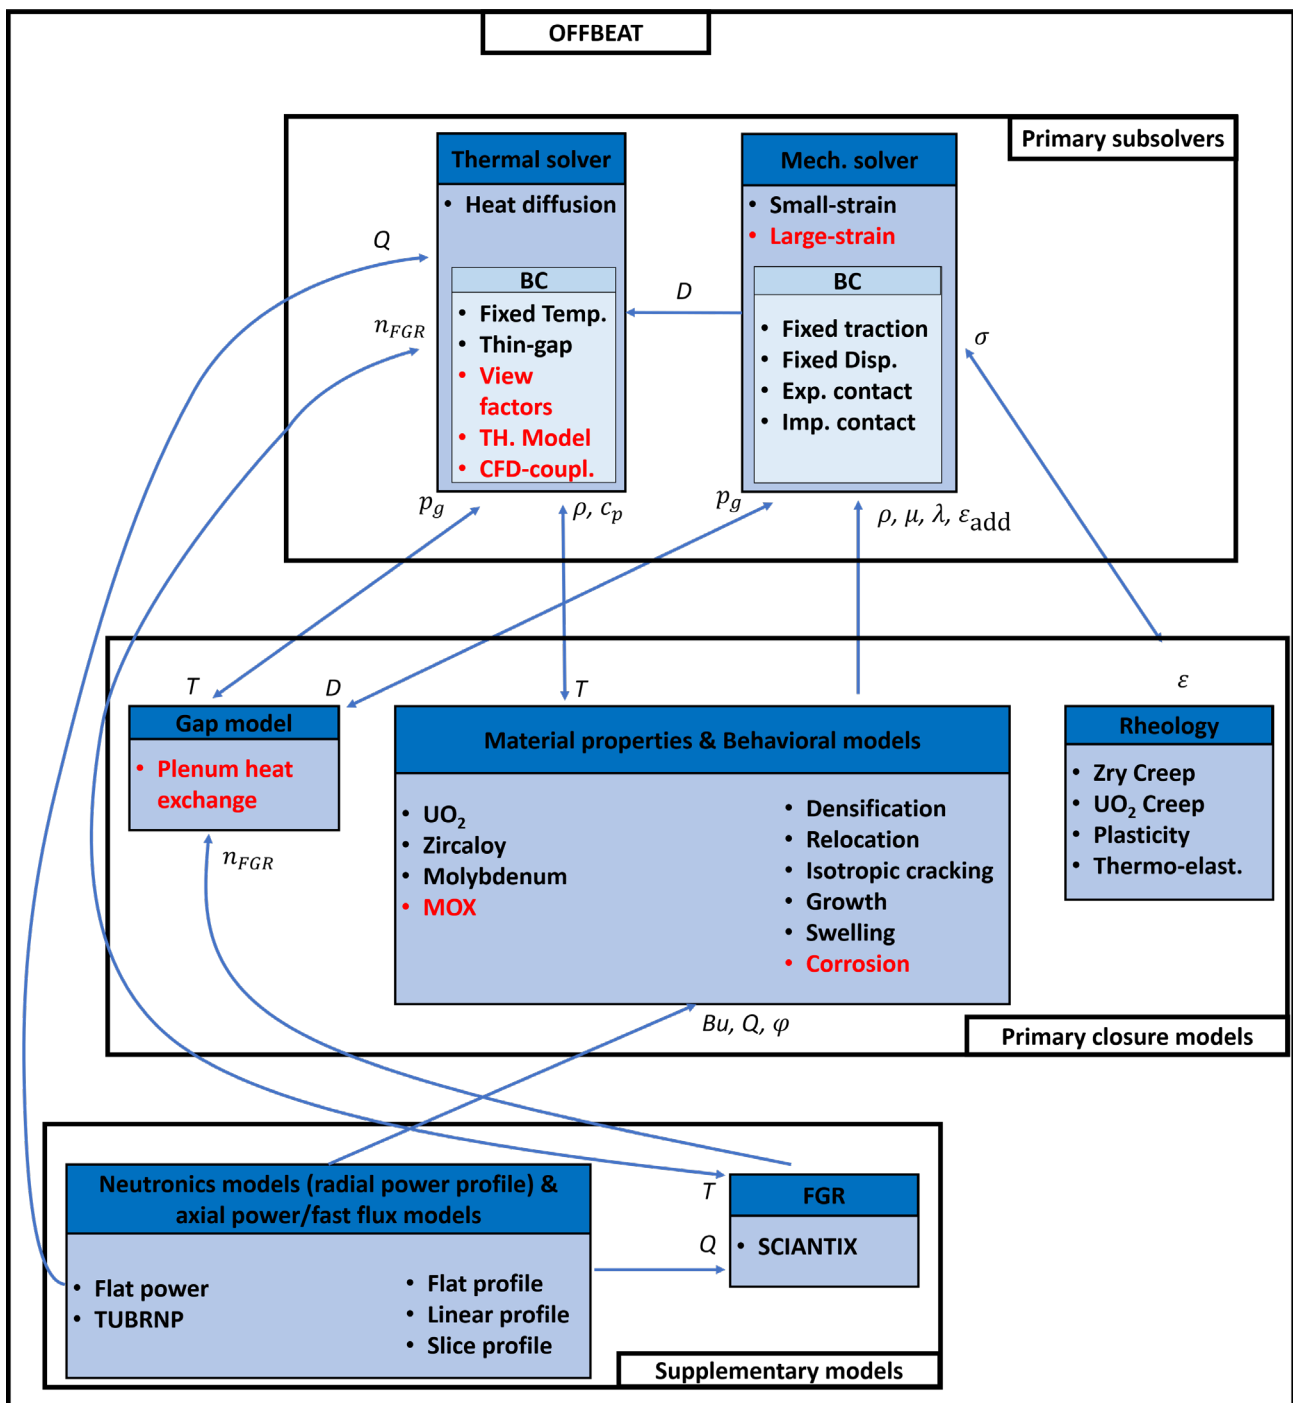 OFFBEAT
Primary subsolvers
Thermal solver
• Heat diffusion
BC
• Fixed Temp.
• Thin-gap
• View
factors
• TH. Model
• CFD-coupl.
Mech. solver
• Small-strain
• Large-strain
BC
• Fixed traction
• Fixed Disp.
• Exp. contact
• Imp. contact
Q
n_FGR
D
σ
p_g
ρ, c_p
p_g
ρ, μ, λ, ε_add
T
D
T
ε
Gap model
• Plenum heat
exchange
n_FGR
Material properties & Behavioral models
• UO₂
• Zircaloy
• Molybdenum
• MOX
• Densification
• Relocation
• Isotropic cracking
• Growth
• Swelling
• Corrosion
Rheology
• Zry Creep
• UO₂ Creep
• Plasticity
• Thermo-elast.
Bu, Q, φ
Primary closure models
Neutronics models (radial power profile) &
axial power/fast flux models
• Flat power
• TUBRNP
• Flat profile
• Linear profile
• Slice profile
T
Q
FGR
• SCIANTIX
Supplementary models